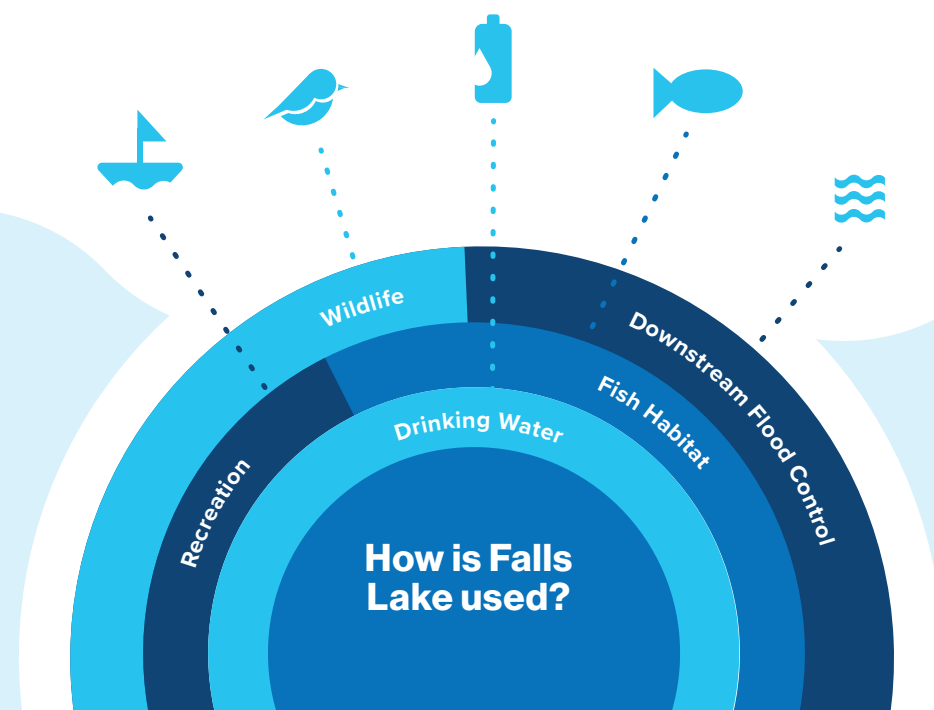 Wildlife
Downstream Flood Control
Recreation
Fish Habitat
Drinking Water
How is Falls
Lake used?